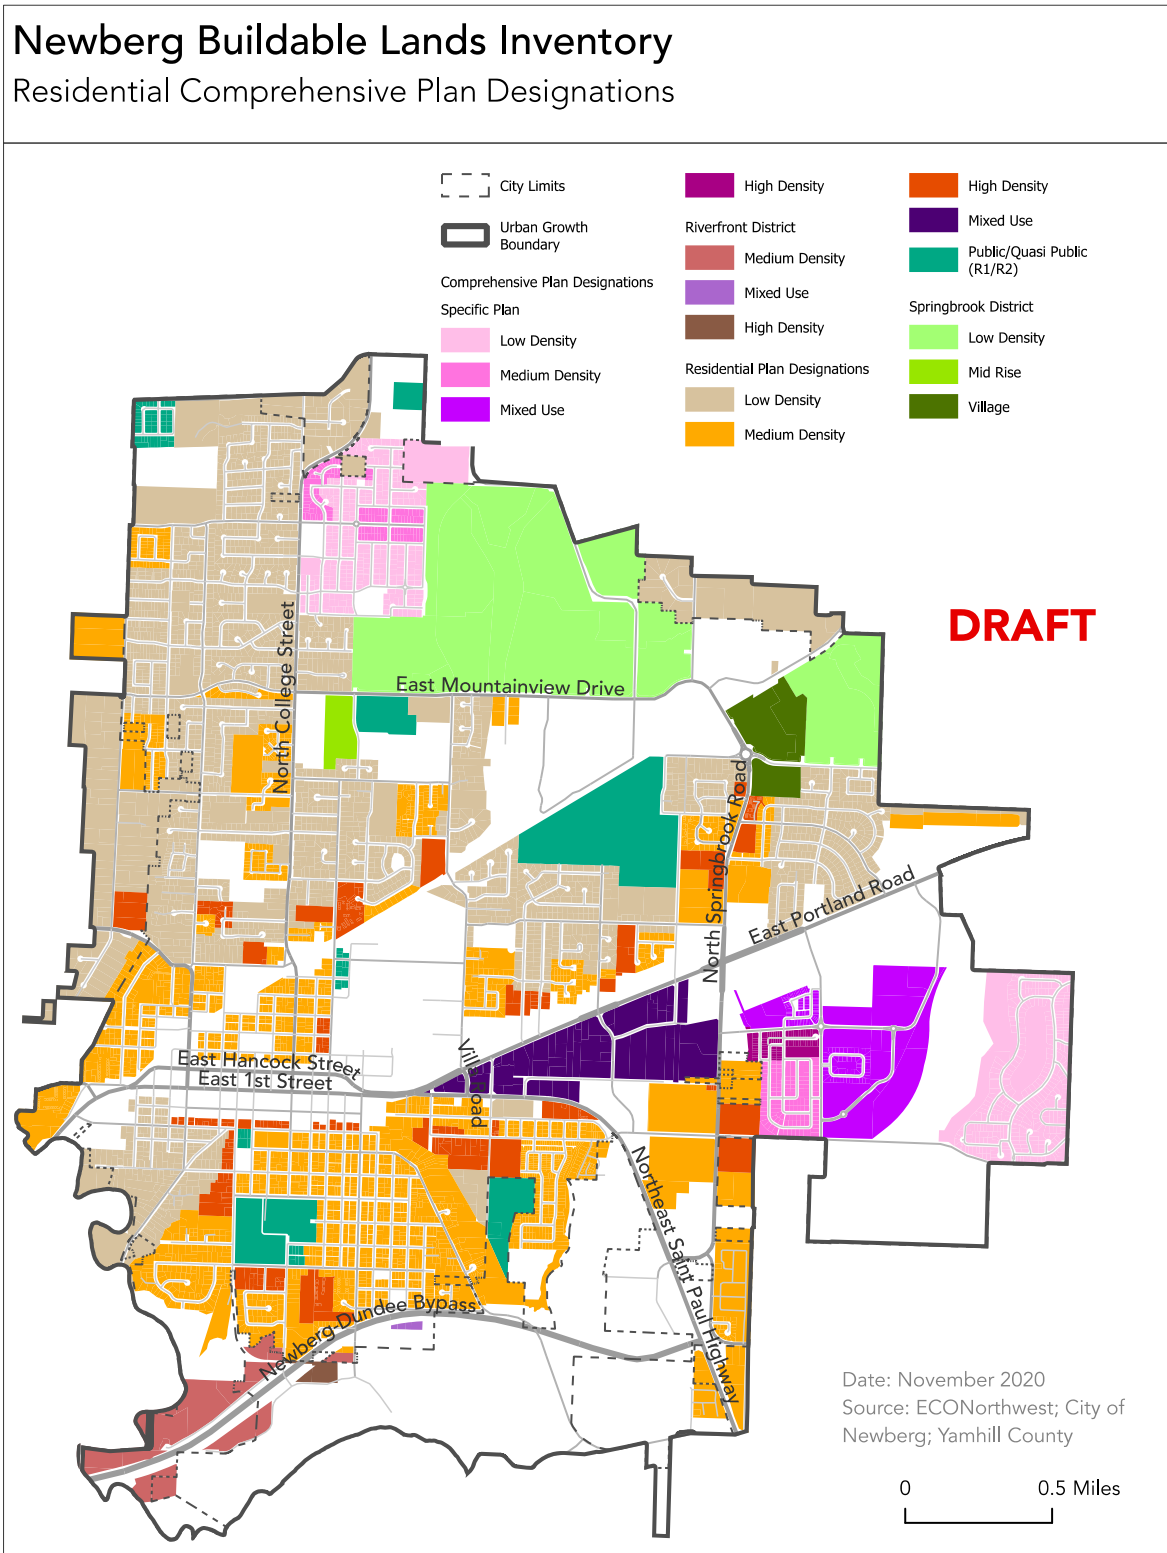 Newberg Buildable Lands Inventory
Residential Comprehensive Plan Designations
City Limits
Urban Growth
Boundary
Comprehensive Plan Designations
Specific Plan
Low Density
Medium Density
Mixed Use
High Density
Riverfront District
Medium Density
Mixed Use
High Density
Residential Plan Designations
Low Density
Medium Density
High Density
Mixed Use
Public/Quasi Public
(R1/R2)
Springbrook District
Low Density
Mid Rise
Village
DRAFT
North College Street
East Mountainview Drive
North Springbrook Road
East Portland Road
Villa Road
East Hancock Street
East 1st Street
Northeast Saint Paul Highway
Newberg-Dundee Bypass
Date: November 2020
Source: ECONorthwest; City of
Newberg; Yamhill County
0 0.5 Miles